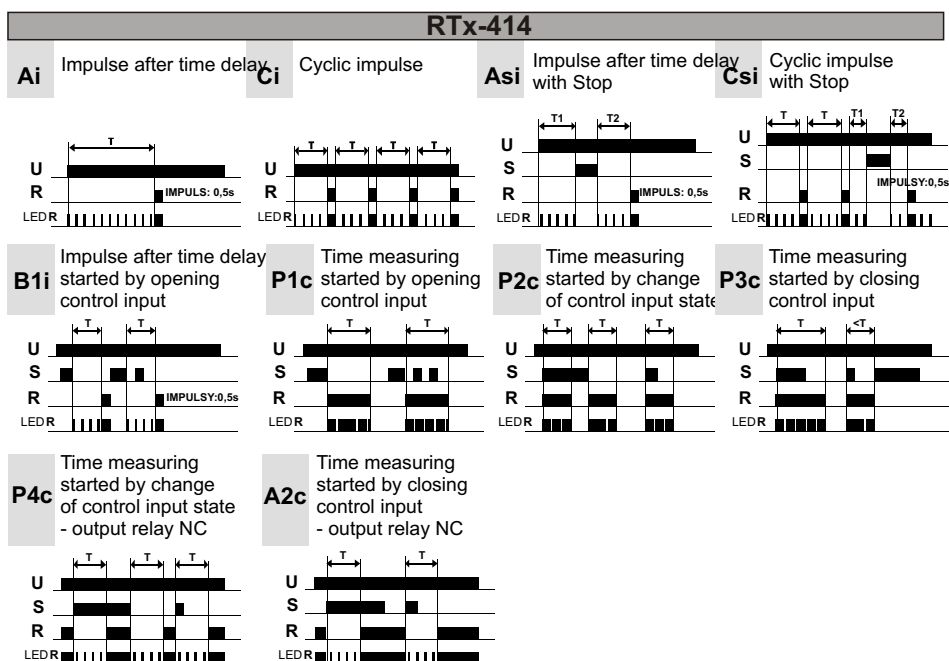 RTx-414
Ai
Impulse after time delay
T
U
R
IMPULS: 0,5s
LED R
Ci
Cyclic impulse
T T T T
U
R
LED R
Asi
Impulse after time delay
with Stop
T1 T2
U
S
R
IMPULS: 0,5s
LED R
Csi
Cyclic impulse
with Stop
T T T1 T2
U
S
R
IMPULSY:0,5s
LED R
B1i
Impulse after time delay
started by opening
control input
T T
U
S
R
IMPULSY:0,5s
LED R
P1c
Time measuring
started by opening
control input
T T
U
S
R
LED R
P2c
Time measuring
started by change
of control input state
T T T
U
S
R
LED R
P3c
Time measuring
started by closing
control input
T <T
U
S
R
LED R
P4c
Time measuring
started by change
of control input state
- output relay NC
T T T
U
S
R
LED R
A2c
Time measuring
started by closing
control input
- output relay NC
T T
U
S
R
LED R